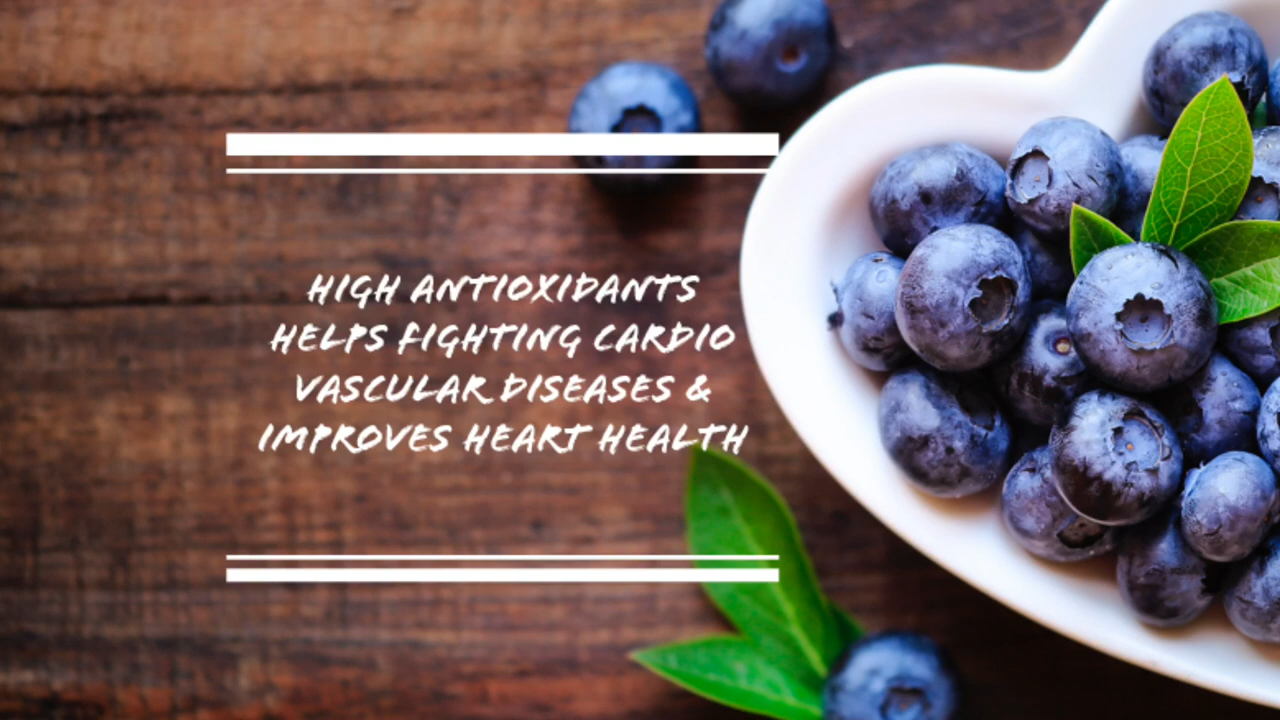 HIGH ANTIOXIDANTS
HELPS FIGHTING CARDIO
VASCULAR DISEASES &
IMPROVES HEART HEALTH